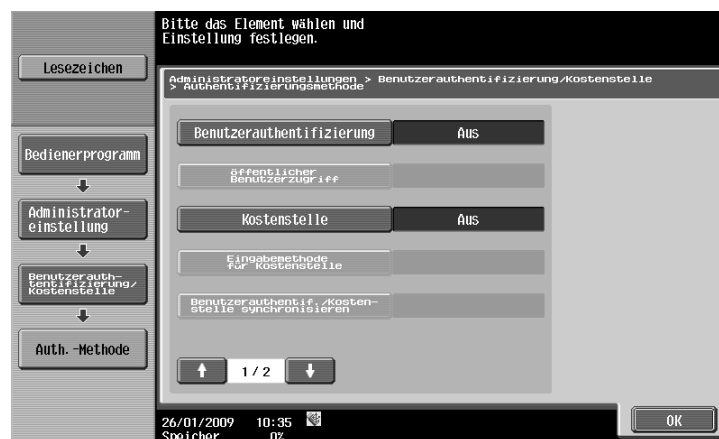 Bitte das Element wählen und
Einstellung festlegen.
Lesezeichen
Administratoreinstellungen > Benutzerauthentifizierung/Kostenstelle
> Authentifizierungsmethode
Bedienerprogramm
Administrator-
einstellung
Benutzerauth-
tentifizierung/
Kostenstelle
Auth.-Methode
Benutzerauthentifizierung
Aus
öffentlicher
Benutzerzugriff
Kostenstelle
Aus
Eingabemethode
für Kostenstelle
Benutzerauthentif./Kosten-
stelle synchronisieren
1/2
26/01/2009 10:35
Speicher 0%
OK